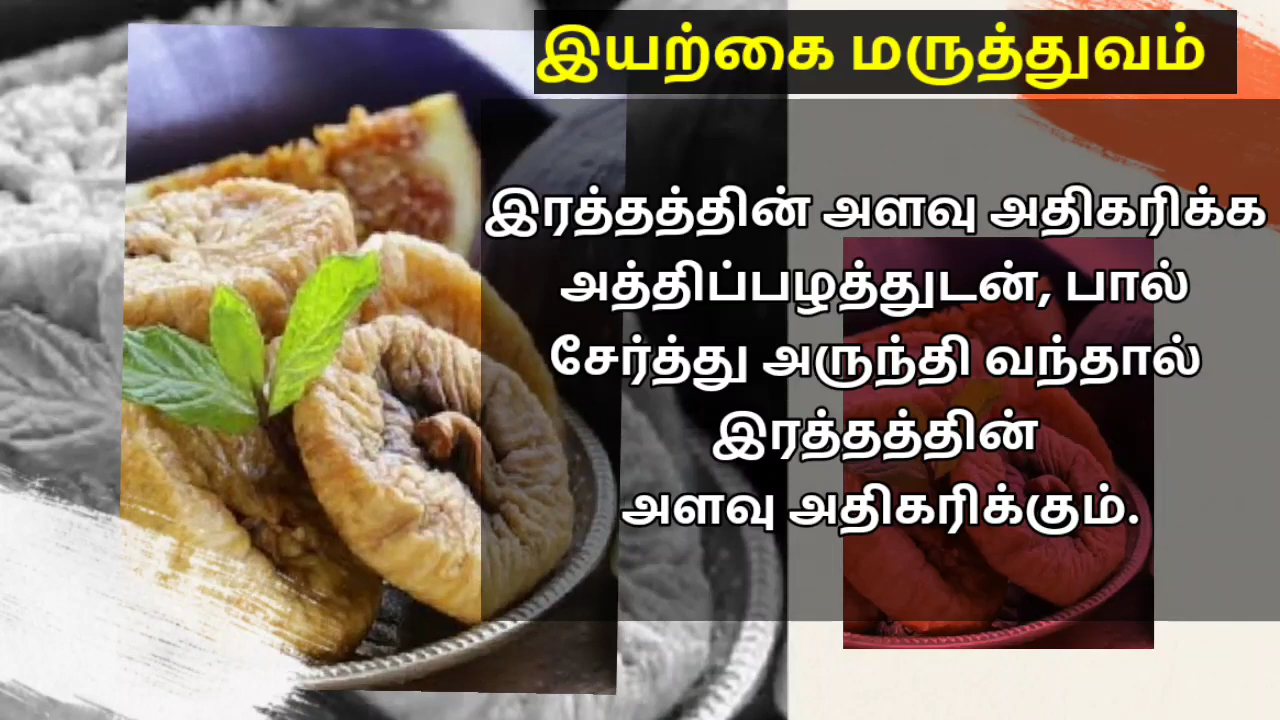 இயற்கை மருத்துவம்
இரத்தத்தின் அளவு அதிகரிக்க
அத்திப்பழத்துடன், பால்
சேர்த்து அருந்தி வந்தால்
இரத்தத்தின்
அளவு அதிகரிக்கும்.